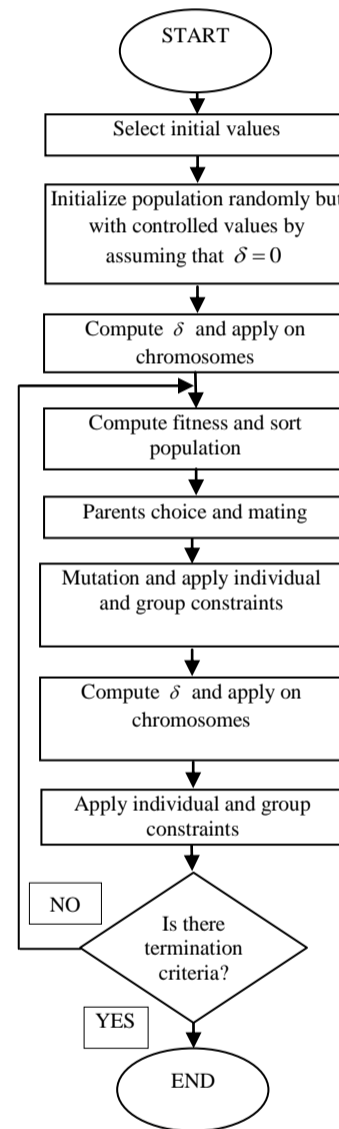 START
Select initial values
Initialize population randomly but
with controlled values by
assuming that δ = 0
Compute δ and apply on
chromosomes
Compute fitness and sort
population
Parents choice and mating
Mutation and apply individual
and group constraints
Compute δ and apply on
chromosomes
Apply individual and group
constraints
NO
Is there
termination
criteria?
YES
END